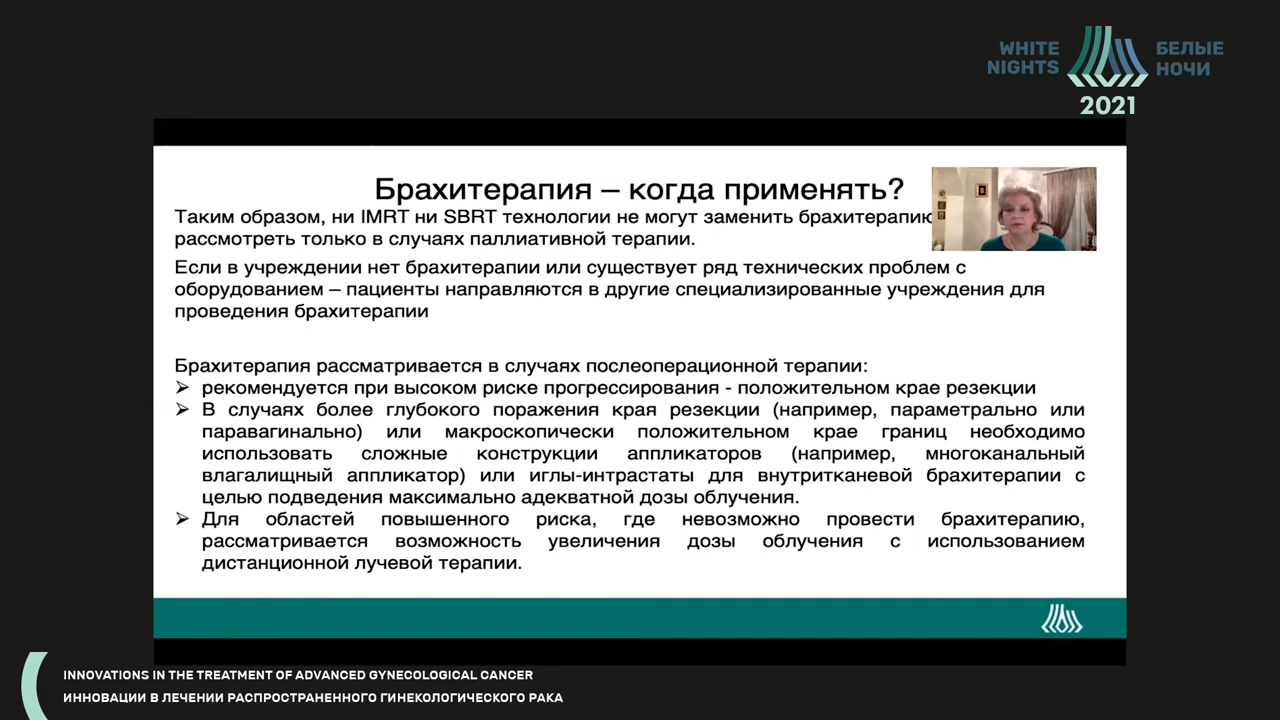 WHITE
NIGHTS
БЕЛЫЕ
НОЧИ
2021
Брахитерапия – когда применять?
Таким образом, ни IMRT ни SBRT технологии не могут заменить брахитерапию
рассмотреть только в случаях паллиативной терапии.
Если в учреждении нет брахитерапии или существует ряд технических проблем с
оборудованием – пациенты направляются в другие специализированные учреждения для
проведения брахитерапии
Брахитерапия рассматривается в случаях послеоперационной терапии:
➢ рекомендуется при высоком риске прогрессирования - положительном крае резекции
➢ В случаях более глубокого поражения края резекции (например, параметрально или
паравагинально) или макроскопически положительном крае границ необходимо
использовать сложные конструкции аппликаторов (например, многоканальный
влагалищный аппликатор) или иглы-интрастаты для внутритканевой брахитерапии с
целью подведения максимально адекватной дозы облучения.
➢ Для областей повышенного риска, где невозможно провести брахитерапию,
рассматривается возможность увеличения дозы облучения с использованием
дистанционной лучевой терапии.
INNOVATIONS IN THE TREATMENT OF ADVANCED GYNECOLOGICAL CANCER
ИННОВАЦИИ В ЛЕЧЕНИИ РАСПРОСТРАНЕННОГО ГИНЕКОЛОГИЧЕСКОГО РАКА